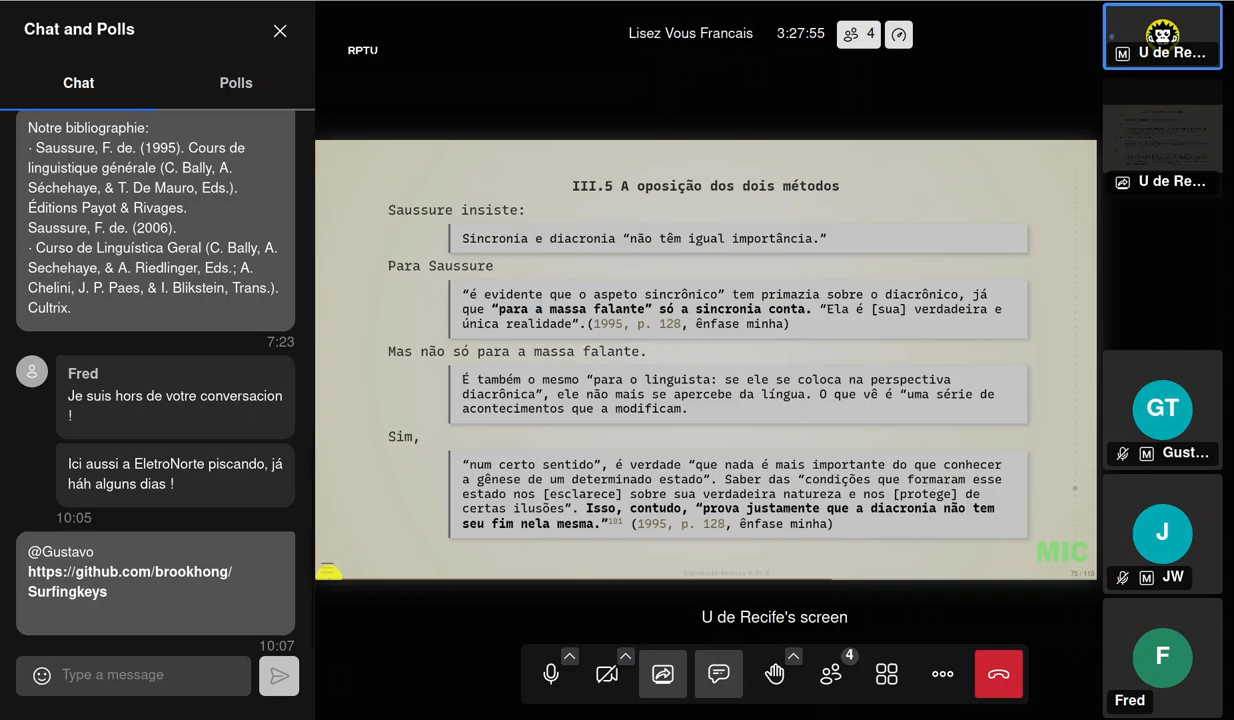 Chat and Polls
Chat
Polls
Notre bibliographie:
· Saussure, F. de. (1995). Cours de
linguistique générale (C. Bally, A.
Séchehaye, & T. De Mauro, Eds.).
Éditions Payot & Rivages.
Saussure, F. de. (2006).
· Curso de Linguística Geral (C. Bally, A.
Sechehaye, & A. Riedlinger, Eds.; A.
Chelini, J. P. Paes, & I. Blikstein, Trans.).
Cultrix.
7:23
Fred
Je suis hors de votre conversacion
!
Ici aussi a EletroNorte piscando, já
háh alguns dias !
10:05
@Gustavo
https://github.com/brookhong/
Surfingkeys
10:07
Type a message
RPTU
Lisez Vous Francais
3:27:55
4
III.5 A oposição dos dois métodos
Saussure insiste:
Sincronia e diacronia “não têm igual importância.”
Para Saussure
“é evidente que o aspeto sincrônico” tem primazia sobre o diacrônico, já
que “para a massa falante” só a sincronia conta. “Ela é [sua] verdadeira e
única realidade”.(1995, p. 128, ênfase minha)
Mas não só para a massa falante.
É também o mesmo “para o linguista: se ele se coloca na perspectiva
diacrônica”, ele não mais se apercebe da língua. O que vê é “uma série de
acontecimentos que a modificam.
Sim,
“num certo sentido”, é verdade “que nada é mais importante do que conhecer
a gênese de um determinado estado”. Saber das “condições que formaram esse
estado nos [esclarece] sobre sua verdadeira natureza e nos [protege] de
certas ilusões”. Isso, contudo, “prova justamente que a diacronia não tem
seu fim nela mesma.”101 (1995, p. 128, ênfase minha)
MIC
75 / 113
U de Recife's screen
4
U de Re...
U de Re...
GT
Gust...
J
JW
F
Fred